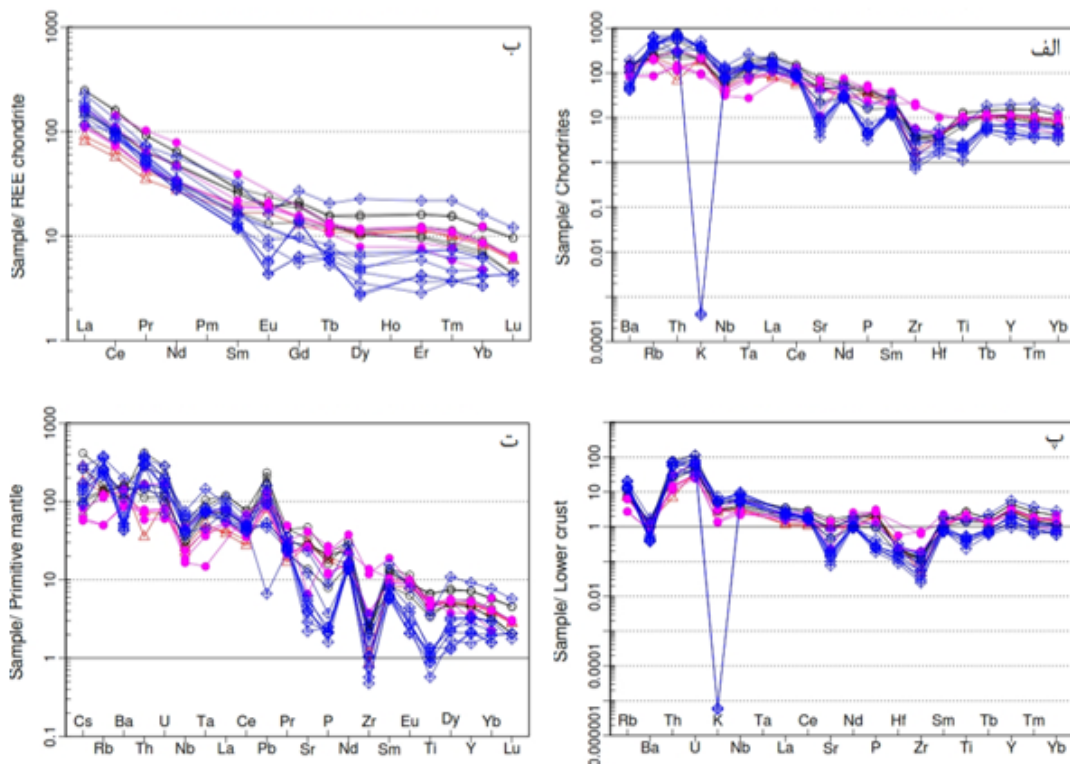 Sample/ REE chondrite
1000
100
10
1
ب
La Pr Pm Eu Tb Ho Tm Lu
Ce Nd Sm Gd Dy Er Yb
Sample/ Chondrites
1000
100
10
1
0.1
0.01
0.0001
الف
Ba Th Nb La Sr P Zr Ti Y Yb
Rb K Ta Ce Nd Sm Hf Tb Tm
Sample/ Primitive mantle
1000
100
10
1
0.1
ت
Cs Ba U Ta Ce Pr P Zr Eu Dy Yb
Rb Th Nb La Pb Sr Nd Sm Ti Y Lu
Sample/ Lower crust
100
10
1
0.01
0.0001
0.000001
پ
Rb Th K Ta Ce Nd Hf Sm Tb Tm
Ba U Nb La Sr P Zr Ti Y Yb